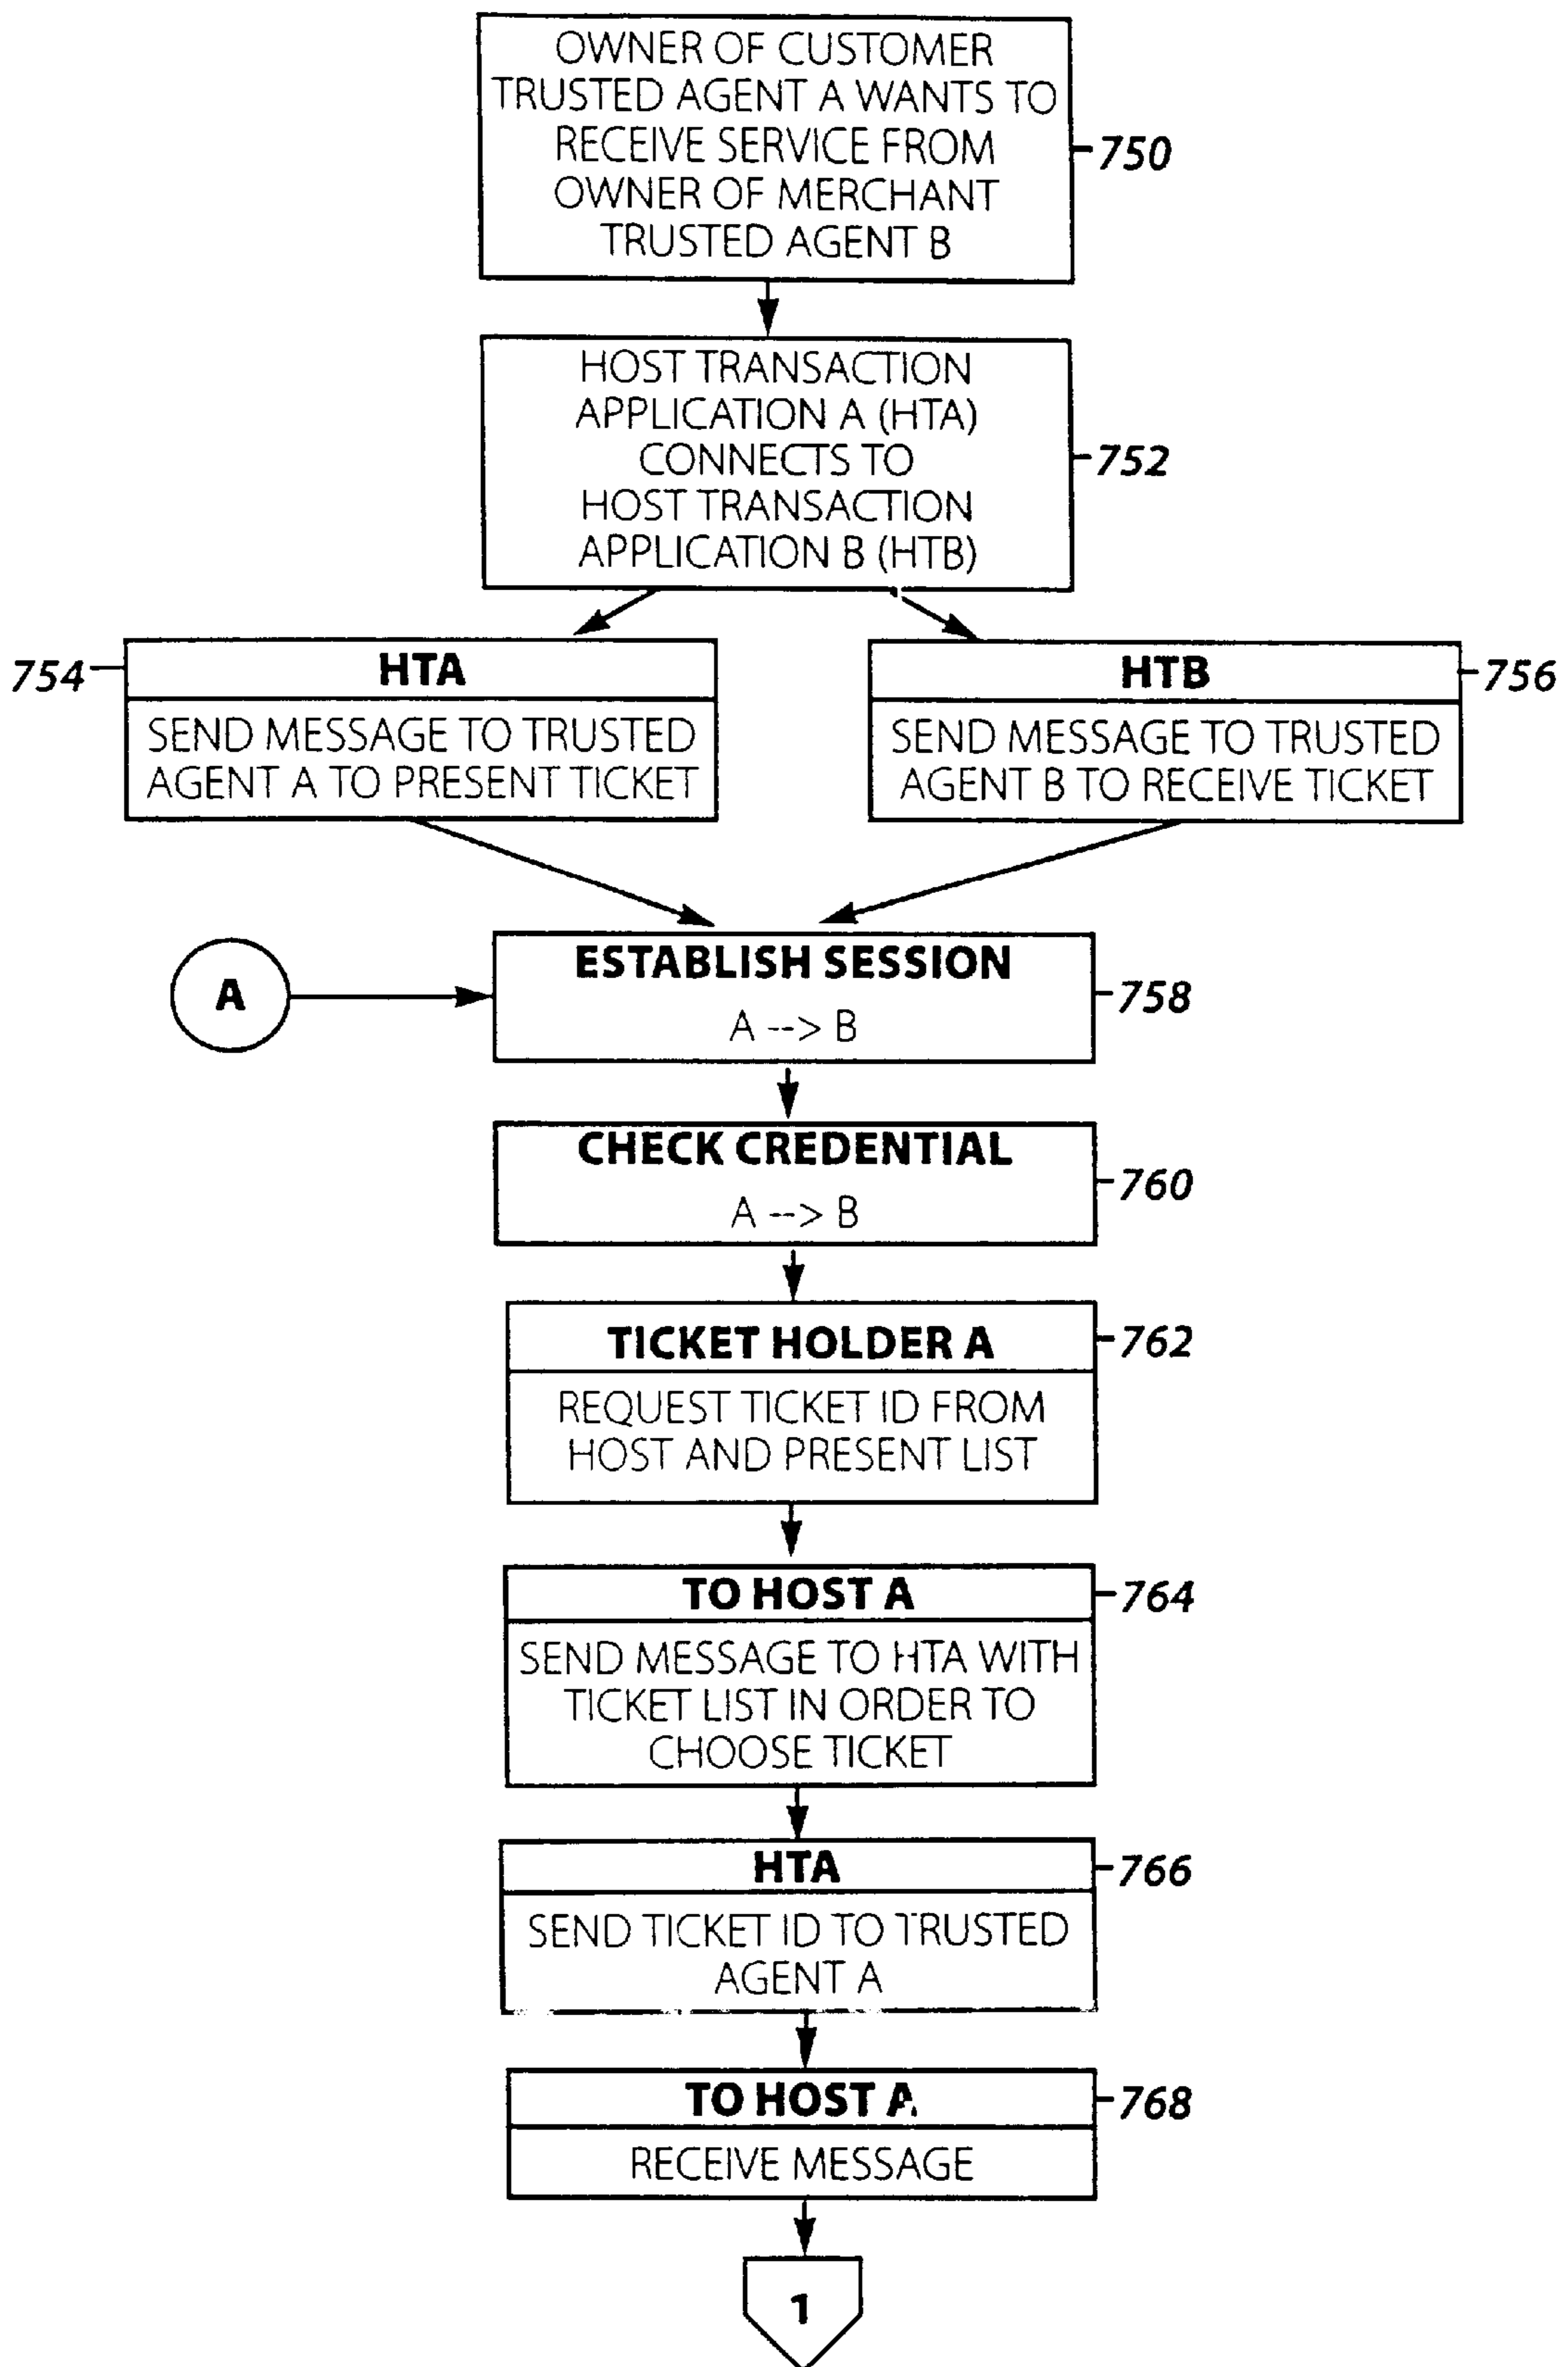 OWNER OF CUSTOMER
TRUSTED AGENT A WANTS TO
RECEIVE SERVICE FROM
OWNER OF MERCHANT
TRUSTED AGENT B
750
HOST TRANSACTION
APPLICATION A (HTA)
CONNECTS TO
HOST TRANSACTION
APPLICATION B (HTB)
752
754
HTA
SEND MESSAGE TO TRUSTED
AGENT A TO PRESENT TICKET
HTB
756
SEND MESSAGE TO TRUSTED
AGENT B TO RECEIVE TICKET
A
ESTABLISH SESSION
A --> B
758
CHECK CREDENTIAL
A --> B
760
TICKET HOLDER A
762
REQUEST TICKET ID FROM
HOST AND PRESENT LIST
TO HOST A
764
SEND MESSAGE TO HTA WITH
TICKET LIST IN ORDER TO
CHOOSE TICKET
HTA
766
SEND TICKET ID TO TRUSTED
AGENT A
TO HOST A
768
RECEIVE MESSAGE
1